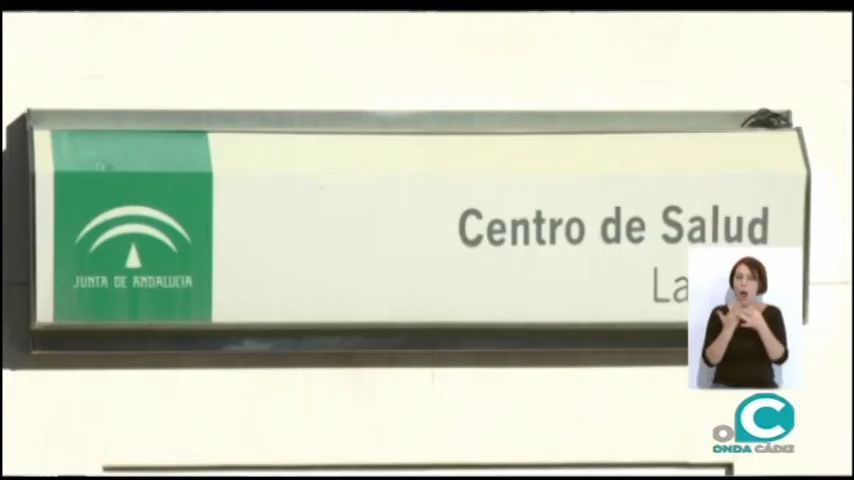 Centro de Salud
La
JUNTA DE ANDALUCIA
C
ONDA CÁDIZ